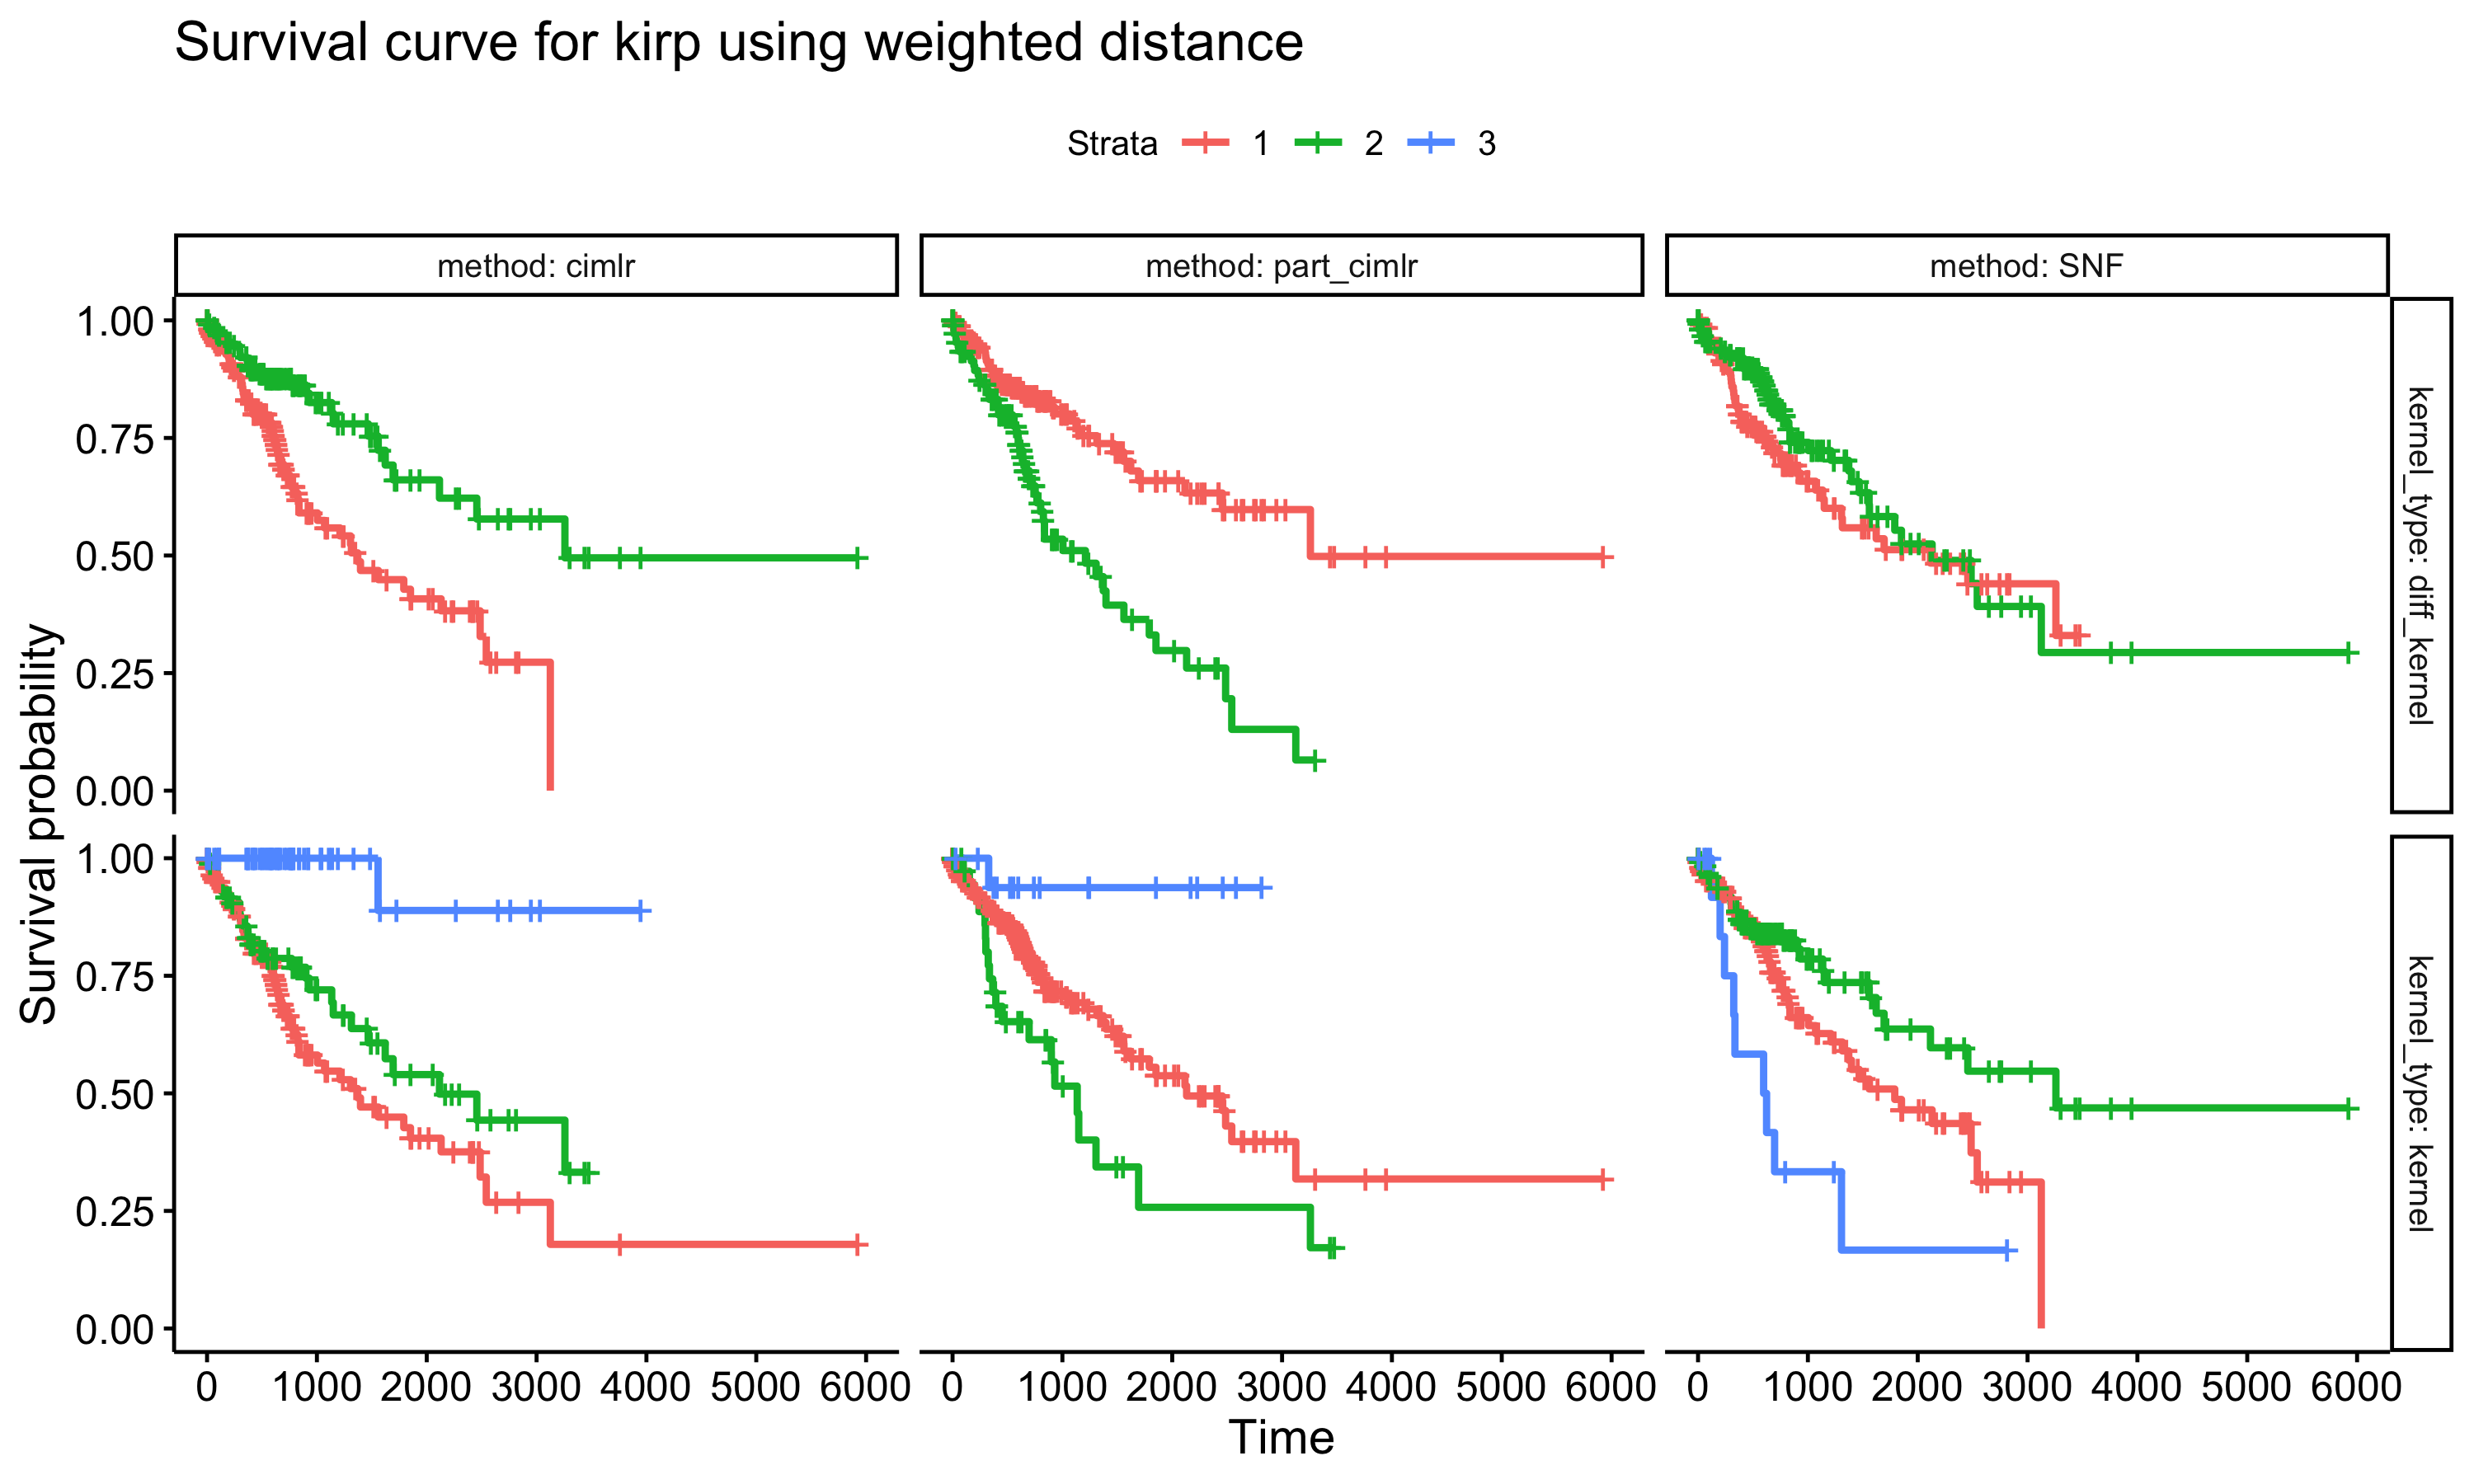 Survival curve for kirp using weighted distance
Strata 1 2 3
method: cimlr method: part_cimlr method: SNF
Survival probability
1.00
0.75
0.50
0.25
0.00
kernel_type: diff_kernel
1.00
0.75
0.50
0.25
0.00
kernel_type: kernel
0 1000 2000 3000 4000 5000 6000 0 1000 2000 3000 4000 5000 6000 0 1000 2000 3000 4000 5000 6000
Time